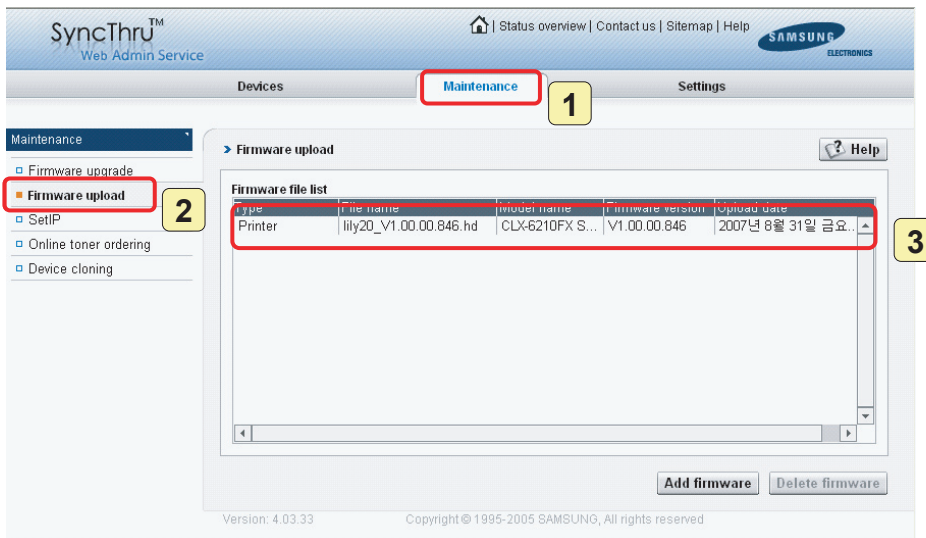 SyncThru™
Web Admin Service
| Status overview | Contact us | Sitemap | Help
SAMSUNG
ELECTRONICS
Devices
Maintenance
Settings
1
Maintenance
Firmware upgrade
Firmware upload
2
SetIP
Online toner ordering
Device cloning
Firmware upload
Help
Firmware file list
Type File name Model name Firmware version Upload date
Printer lily20_V1.00.00.846.hd CLX-6210FX S... V1.00.00.846 2007년 8월 31일 금요...
3
Add firmware
Delete firmware
Version: 4.03.33
Copyright © 1995-2005 SAMSUNG, All rights reserved